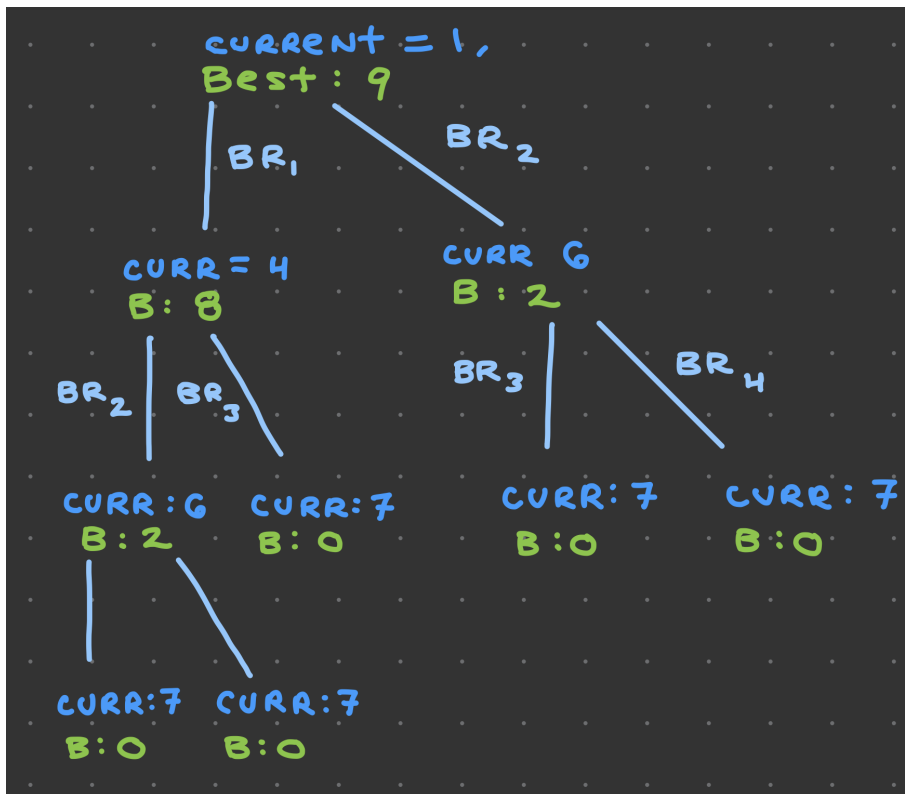 CURRENT = 1,
Best : 9
BR1
BR2
CURR = 4
B: 8
CURR 6
B : 2
BR2
BR3
BR3
BR4
CURR:6
B:2
CURR:7
B:0
CURR:7
B:0
CURR:7
B:0
CURR:7
B:0
CURR:7
B:0